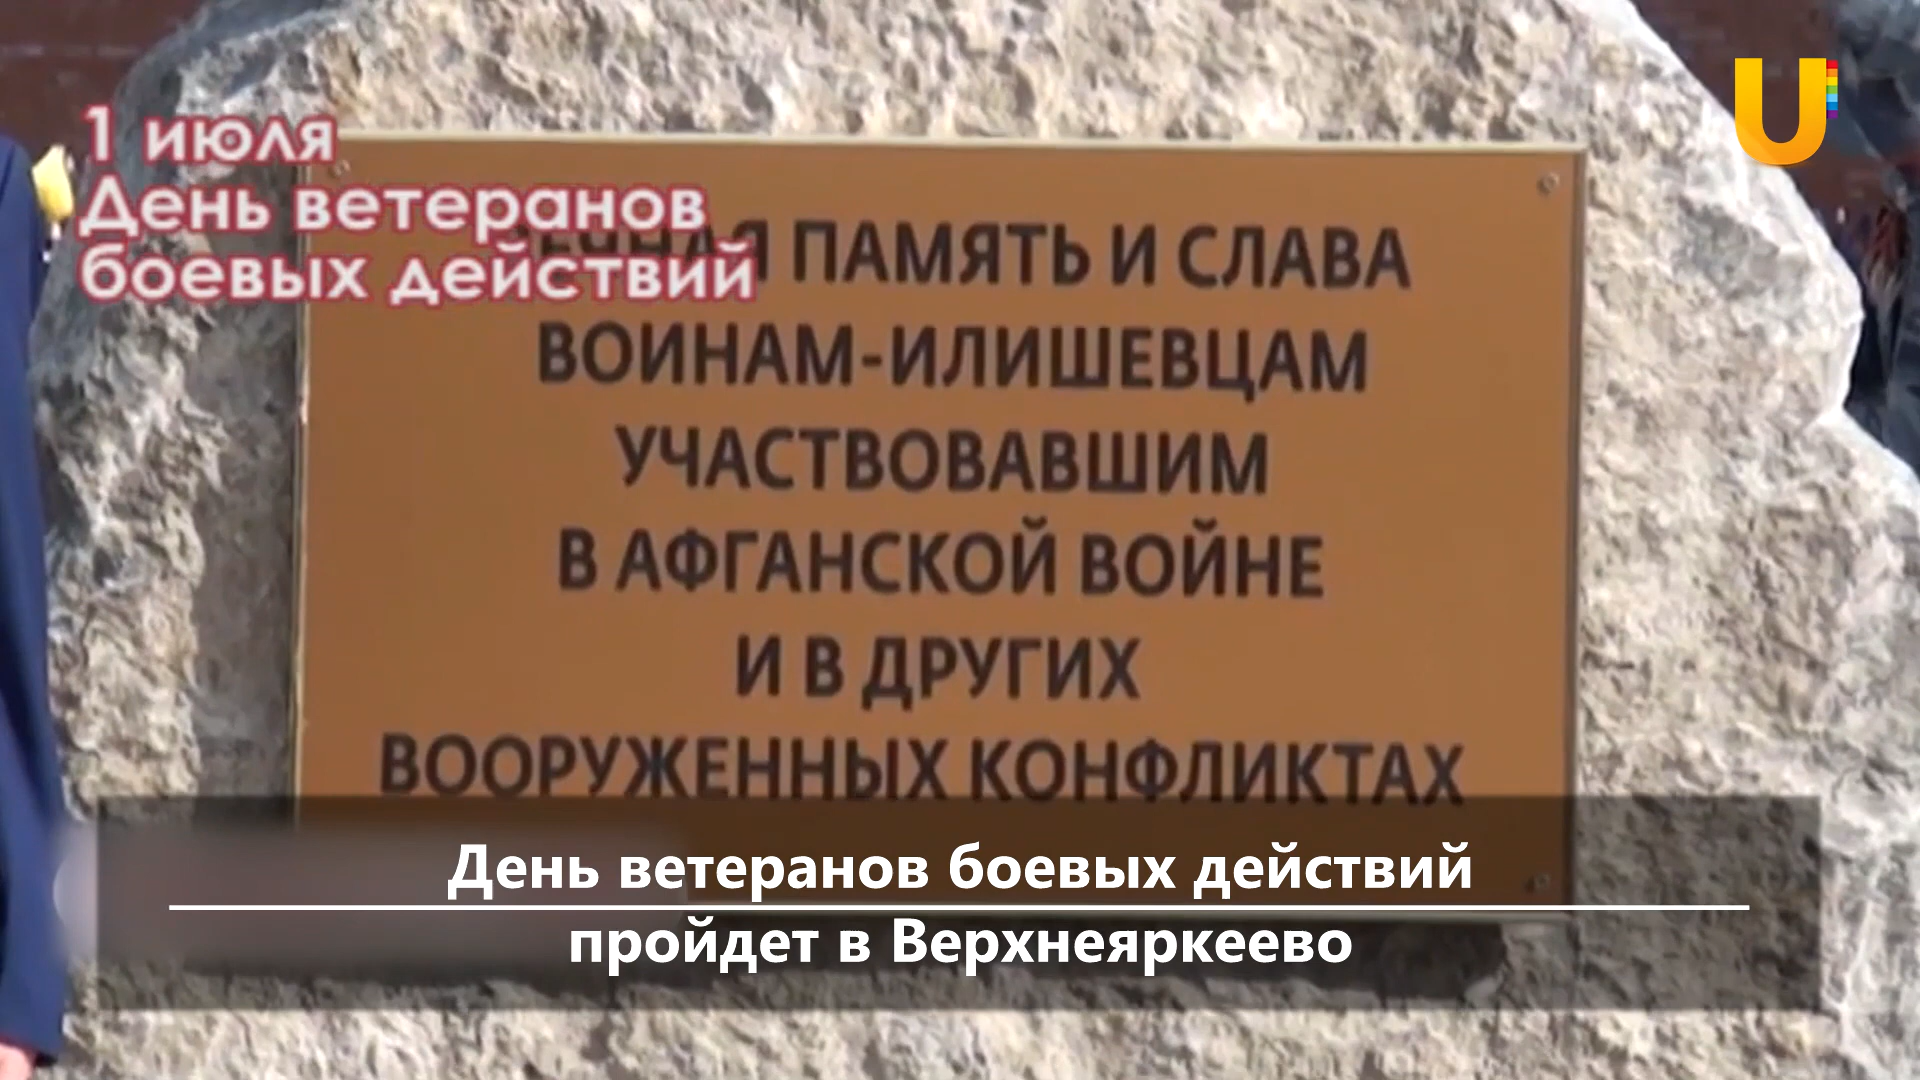 U
1 июля
День ветеранов
боевых действий
ПАМЯТЬ И СЛАВА
ВОИНАМ-ИЛИШЕВЦАМ
УЧАСТВОВАВШИМ
В АФГАНСКОЙ ВОЙНЕ
И В ДРУГИХ
ВООРУЖЕННЫХ КОНФЛИКТАХ
День ветеранов боевых действий
пройдет в Верхнеяркеево